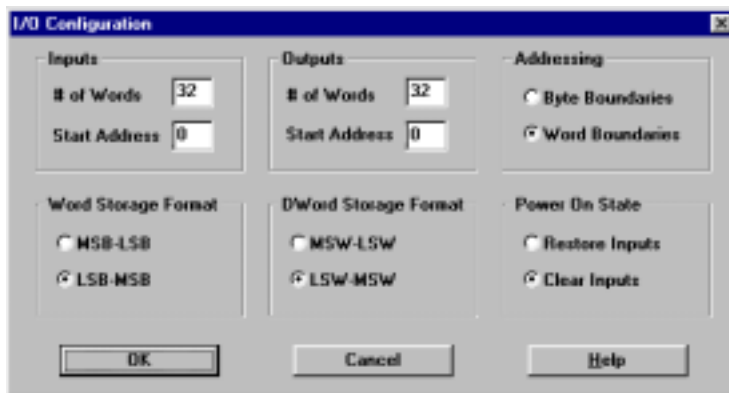 I/O Configuration
Inputs
# of Words 32
Start Address 0
Outputs
# of Words 32
Start Address 0
Addressing
Byte Boundaries
Word Boundaries
Word Storage Format
MSB-LSB
LSB-MSB
DWord Storage Format
MSW-LSW
LSW-MSW
Power On State
Restore Inputs
Clear Inputs
OK
Cancel
Help